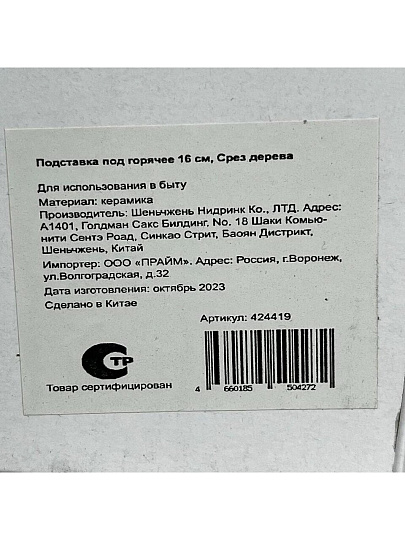 Подставка под горячее 16 см, Срез дерева
Для использования в быту
Материал: керамика
Производитель: Шеньчжень Нидринк Ко., ЛТД. Адрес:
А1401, Голдман Сакс Билдинг, No. 18 Шаки Комью-
нити Сентэ Роад, Синкао Стрит, Баоян Дистрикт,
Шеньчжень, Китай
Импортер: ООО «ПРАЙМ». Адрес: Россия, г.Воронеж,
ул.Волгоградская, д.32
Дата изготовления: октябрь 2023
Сделано в Китае
Артикул: 424419
СТР
Товар сертифицирован
4 660185 504272